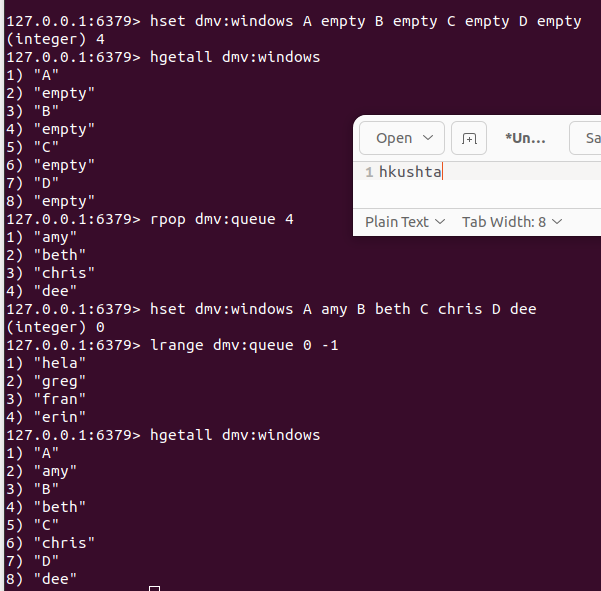 127.0.0.1:6379> hset dmv:windows A empty B empty C empty D empty
(integer) 4
127.0.0.1:6379> hgetall dmv:windows
1) "A"
2) "empty"
3) "B"
4) "empty"
5) "C"
6) "empty"
7) "D"
8) "empty"
127.0.0.1:6379> rpop dmv:queue 4
1) "amy"
2) "beth"
3) "chris"
4) "dee"
127.0.0.1:6379> hset dmv:windows A amy B beth C chris D dee
(integer) 0
127.0.0.1:6379> lrange dmv:queue 0 -1
1) "hela"
2) "greg"
3) "fran"
4) "erin"
127.0.0.1:6379> hgetall dmv:windows
1) "A"
2) "amy"
3) "B"
4) "beth"
5) "C"
6) "chris"
7) "D"
8) "dee"
Open *Un... Sa
1 hkushta
Plain Text Tab Width: 8